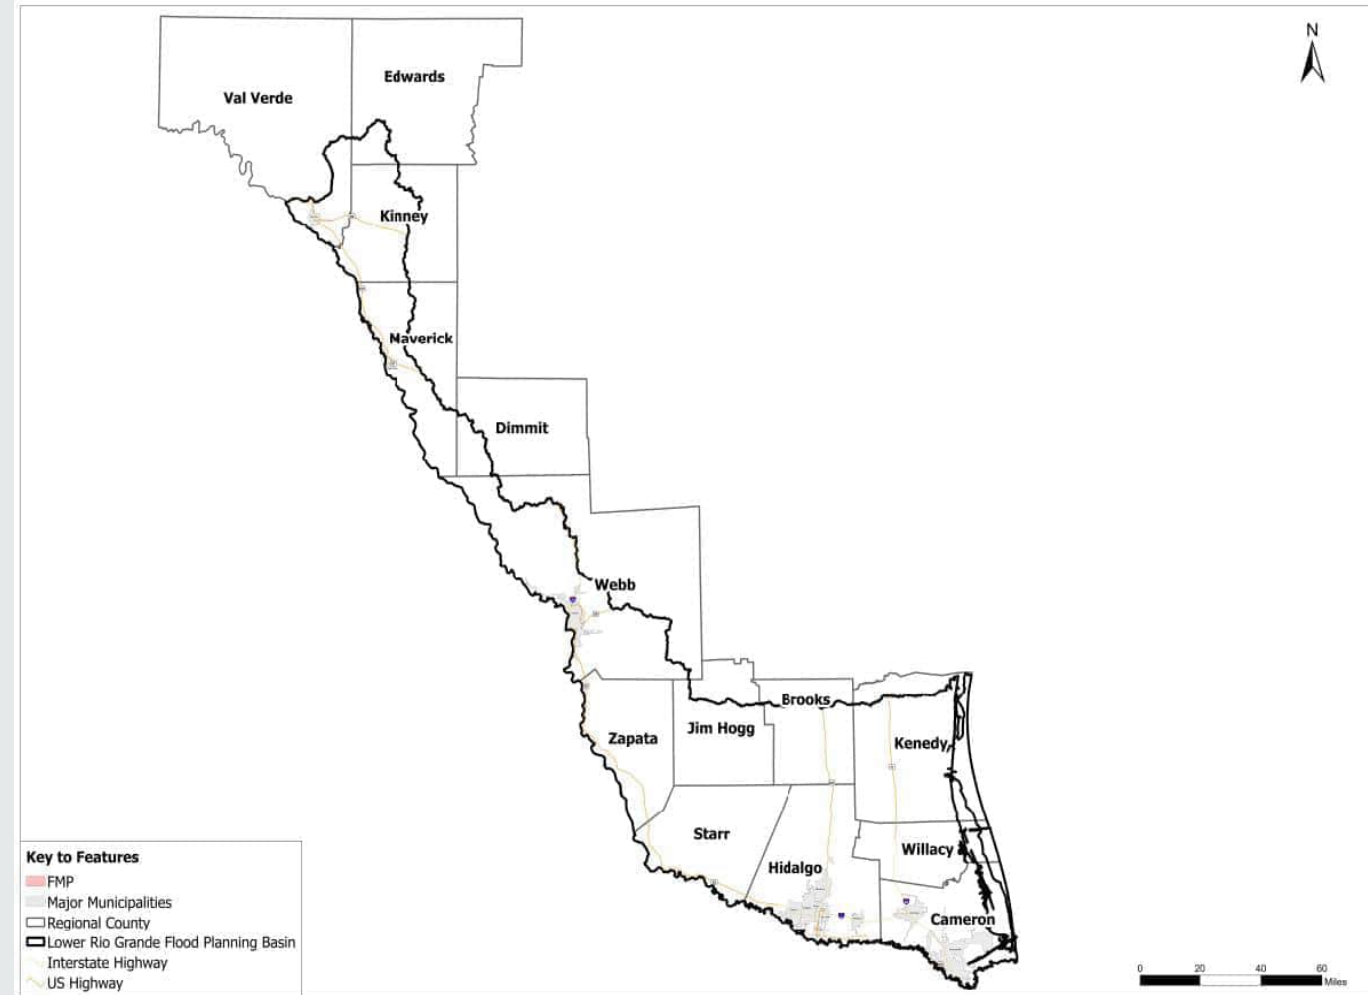 N
Edwards
Val Verde
Kinney
Maverick
Dimmit
Webb
Brooks
Jim Hogg
Zapata
Kenedy
Starr
Willacy
Hidalgo
Cameron
Key to Features
FMP
Major Municipalities
Regional County
Lower Rio Grande Flood Planning Basin
Interstate Highway
US Highway
0 20 40 60
Miles